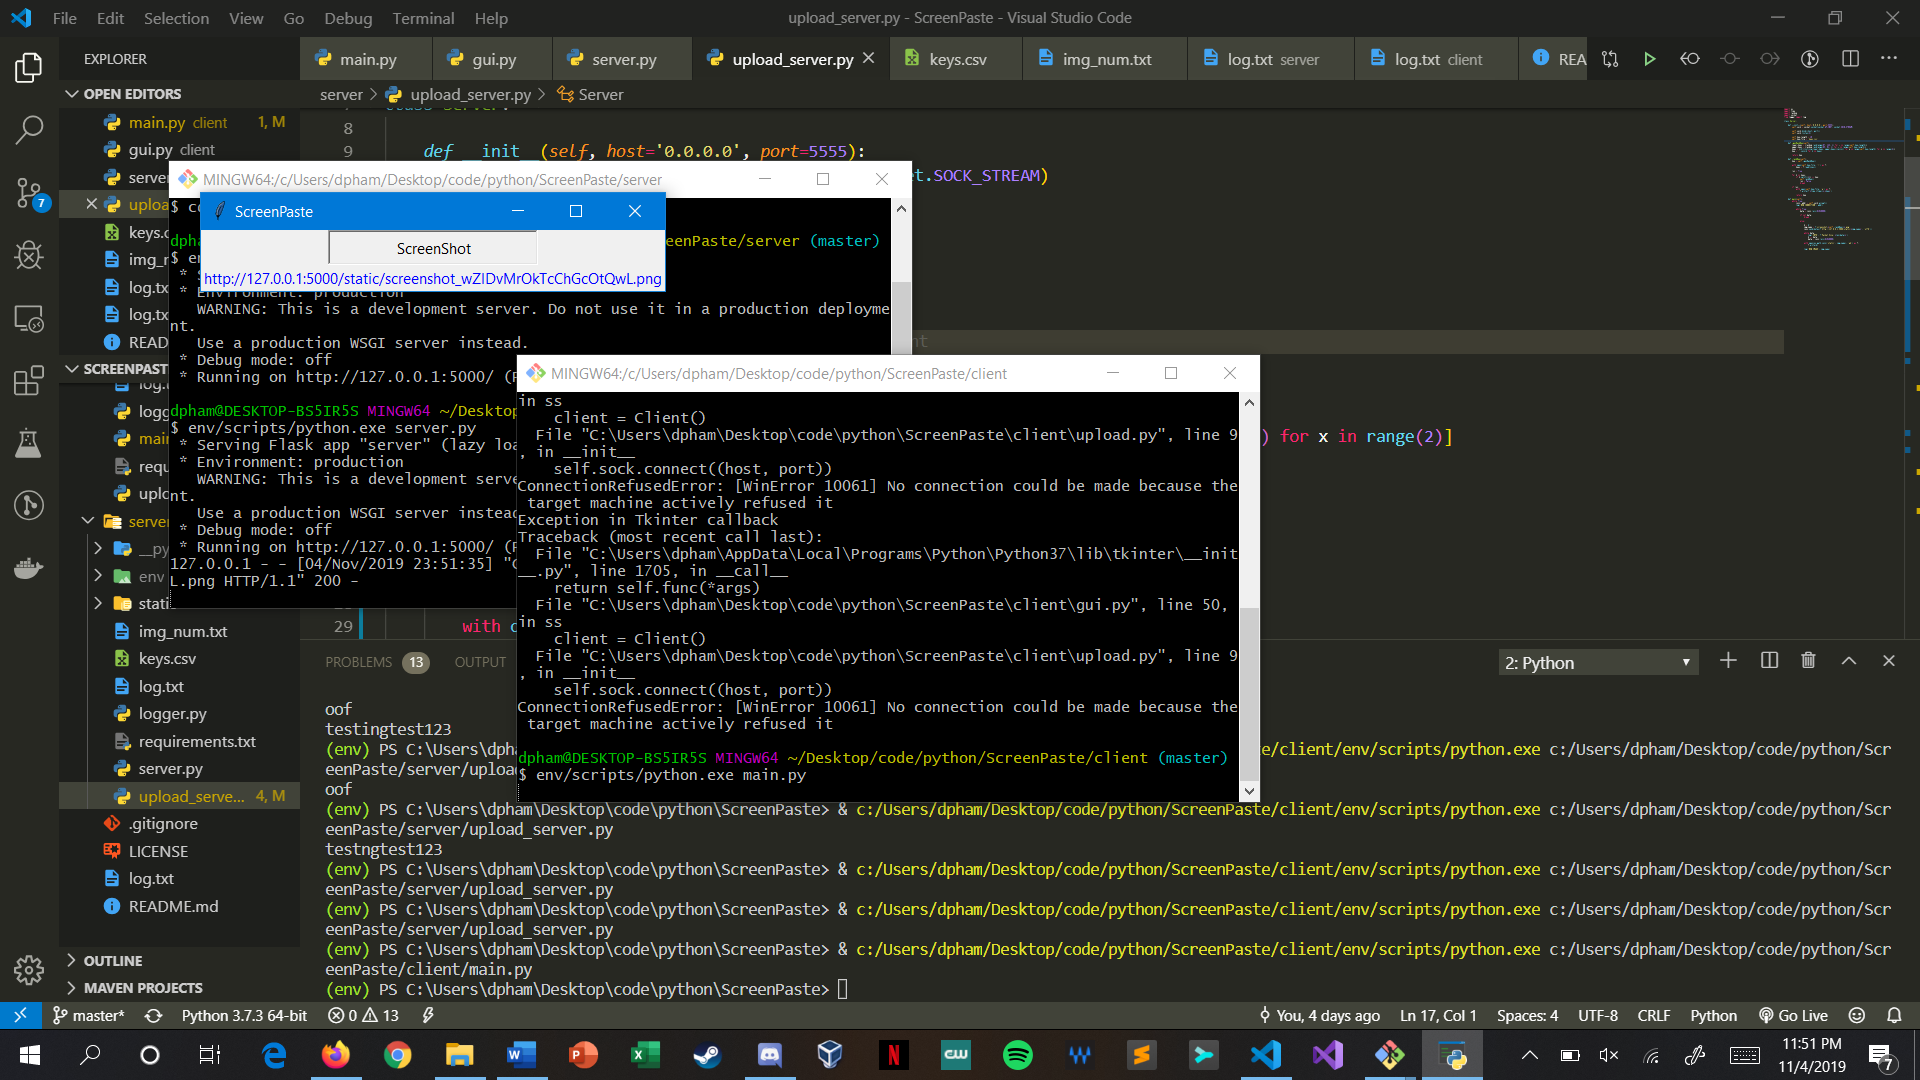 File Edit Selection View Go Debug Terminal Help
upload_server.py - ScreenPaste - Visual Studio Code
EXPLORER
main.py
gui.py
server.py
upload_server.py
keys.csv
img_num.txt
log.txt server
log.txt client
REA
OPEN EDITORS
server > upload_server.py > Server
main.py client 1, M
gui.py client
server
uploa
keys.c
img_n
log.tx
log.tx
READ
8
9 def __init__(self, host='0.0.0.0', port=5555):
et.SOCK_STREAM)
MINGW64:/c/Users/dpham/Desktop/code/python/ScreenPaste/server
ScreenPaste
ScreenShot
http://127.0.0.1:5000/static/screenshot_wZIDvMrOkTcChGcOtQwL.png
eenPaste/server (master)
* Environment: production
WARNING: This is a development server. Do not use it in a production deployme
nt.
Use a production WSGI server instead.
* Debug mode: off
* Running on http://127.0.0.1:5000/ (P
dpham@DESKTOP-BS5IR5S MINGW64 ~/Desktop
$ env/scripts/python.exe server.py
* Serving Flask app "server" (lazy loa
* Environment: production
WARNING: This is a development serve
nt.
Use a production WSGI server instead
* Debug mode: off
* Running on http://127.0.0.1:5000/ (P
127.0.0.1 - - [04/Nov/2019 23:51:35] "G
L.png HTTP/1.1" 200 -
MINGW64:/c/Users/dpham/Desktop/code/python/ScreenPaste/client
in ss
client = Client()
File "C:\Users\dpham\Desktop\code\python\ScreenPaste\client\upload.py", line 9
, in __init__
self.sock.connect((host, port))
ConnectionRefusedError: [WinError 10061] No connection could be made because the
target machine actively refused it
Exception in Tkinter callback
Traceback (most recent call last):
File "C:\Users\dpham\AppData\Local\Programs\Python\Python37\lib\tkinter\__init
__.py", line 1705, in __call__
return self.func(*args)
File "C:\Users\dpham\Desktop\code\python\ScreenPaste\client\gui.py", line 50,
in ss
client = Client()
File "C:\Users\dpham\Desktop\code\python\ScreenPaste\client\upload.py", line 9
, in __init__
self.sock.connect((host, port))
ConnectionRefusedError: [WinError 10061] No connection could be made because the
target machine actively refused it
dpham@DESKTOP-BS5IR5S MINGW64 ~/Desktop/code/python/ScreenPaste/client (master)
$ env/scripts/python.exe main.py
) for x in range(2)]
29 with o
SCREENPAST
logg
mai
requ
uplo
server
__py
env
stati
img_num.txt
keys.csv
log.txt
logger.py
requirements.txt
server.py
upload_serve... 4, M
.gitignore
LICENSE
log.txt
README.md
OUTLINE
MAVEN PROJECTS
PROBLEMS 13 OUTPUT
2: Python
oof
testingtest123
(env) PS C:\Users\dpha
te/client/env/scripts/python.exe c:/Users/dpham/Desktop/code/python/Scr
eenPaste/server/upload
oof
(env) PS C:\Users\dpham\Desktop\code\python\ScreenPaste> & c:/Users/dpham/Desktop/code/python/ScreenPaste/client/env/scripts/python.exe c:/Users/dpham/Desktop/code/python/Scr
eenPaste/server/upload_server.py
testngtest123
(env) PS C:\Users\dpham\Desktop\code\python\ScreenPaste> & c:/Users/dpham/Desktop/code/python/ScreenPaste/client/env/scripts/python.exe c:/Users/dpham/Desktop/code/python/Scr
eenPaste/server/upload_server.py
(env) PS C:\Users\dpham\Desktop\code\python\ScreenPaste> & c:/Users/dpham/Desktop/code/python/ScreenPaste/client/env/scripts/python.exe c:/Users/dpham/Desktop/code/python/Scr
eenPaste/server/upload_server.py
(env) PS C:\Users\dpham\Desktop\code\python\ScreenPaste> & c:/Users/dpham/Desktop/code/python/ScreenPaste/client/env/scripts/python.exe c:/Users/dpham/Desktop/code/python/Scr
eenPaste/client/main.py
(env) PS C:\Users\dpham\Desktop\code\python\ScreenPaste>
master* Python 3.7.3 64-bit 0 13
You, 4 days ago Ln 17, Col 1 Spaces: 4 UTF-8 CRLF Python Go Live
11:51 PM
11/4/2019
7